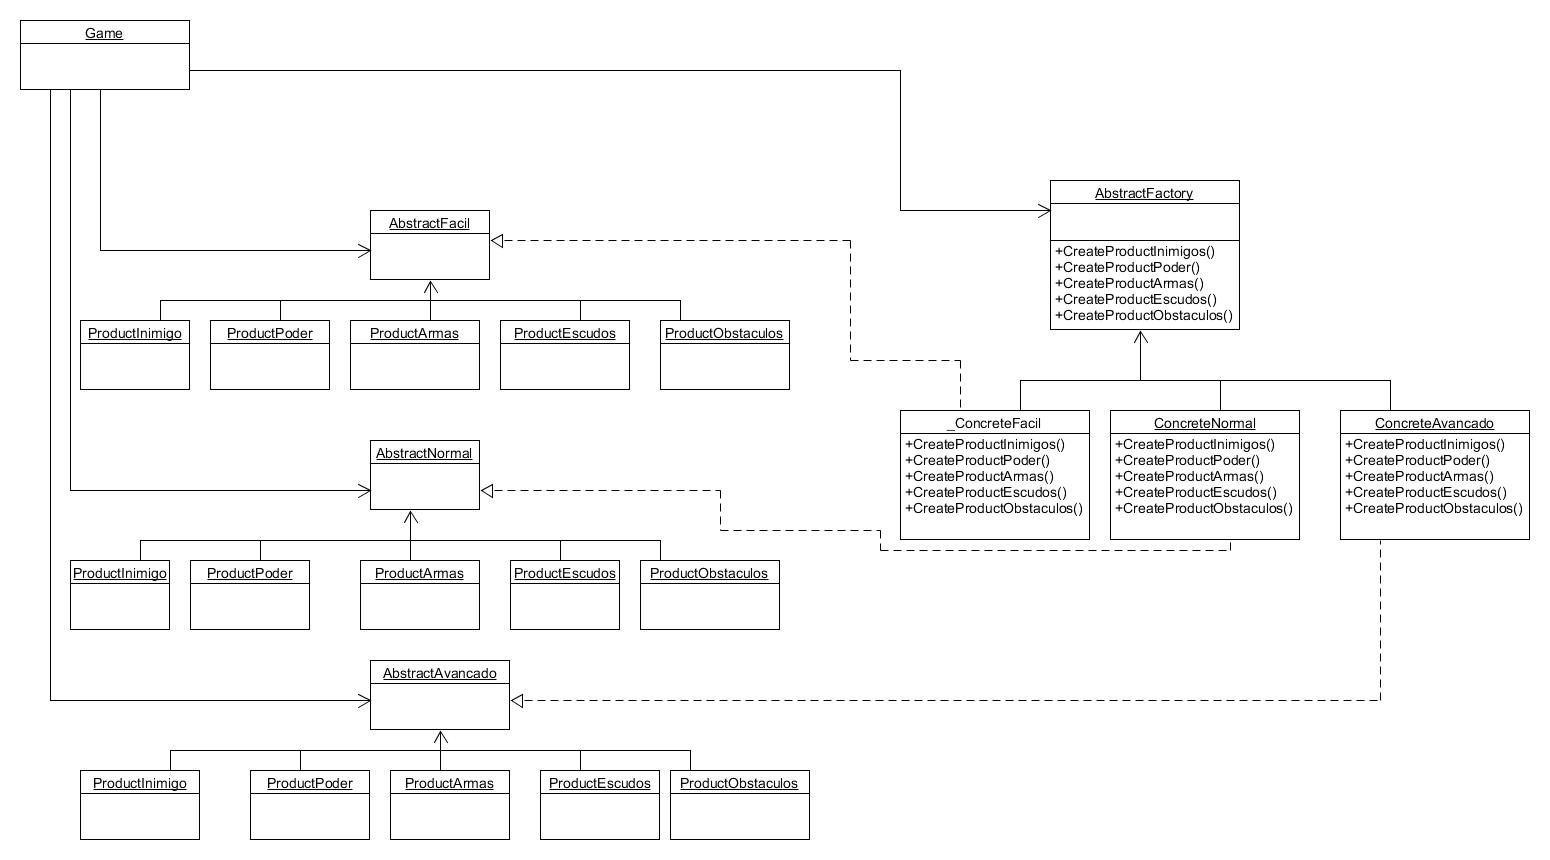 Game
AbstractFactory
+CreateProductInimigos()
+CreateProductPoder()
+CreateProductArmas()
+CreateProductEscudos()
+CreateProductObstaculos()
AbstractFacil
ProductInimigo
ProductPoder
ProductArmas
ProductEscudos
ProductObstaculos
_ConcreteFacil
+CreateProductInimigos()
+CreateProductPoder()
+CreateProductArmas()
+CreateProductEscudos()
+CreateProductObstaculos()
ConcreteNormal
+CreateProductInimigos()
+CreateProductPoder()
+CreateProductArmas()
+CreateProductEscudos()
+CreateProductObstaculos()
ConcreteAvancado
+CreateProductInimigos()
+CreateProductPoder()
+CreateProductArmas()
+CreateProductEscudos()
+CreateProductObstaculos()
AbstractNormal
ProductInimigo
ProductPoder
ProductArmas
ProductEscudos
ProductObstaculos
AbstractAvancado
ProductInimigo
ProductPoder
ProductArmas
ProductEscudos
ProductObstaculos